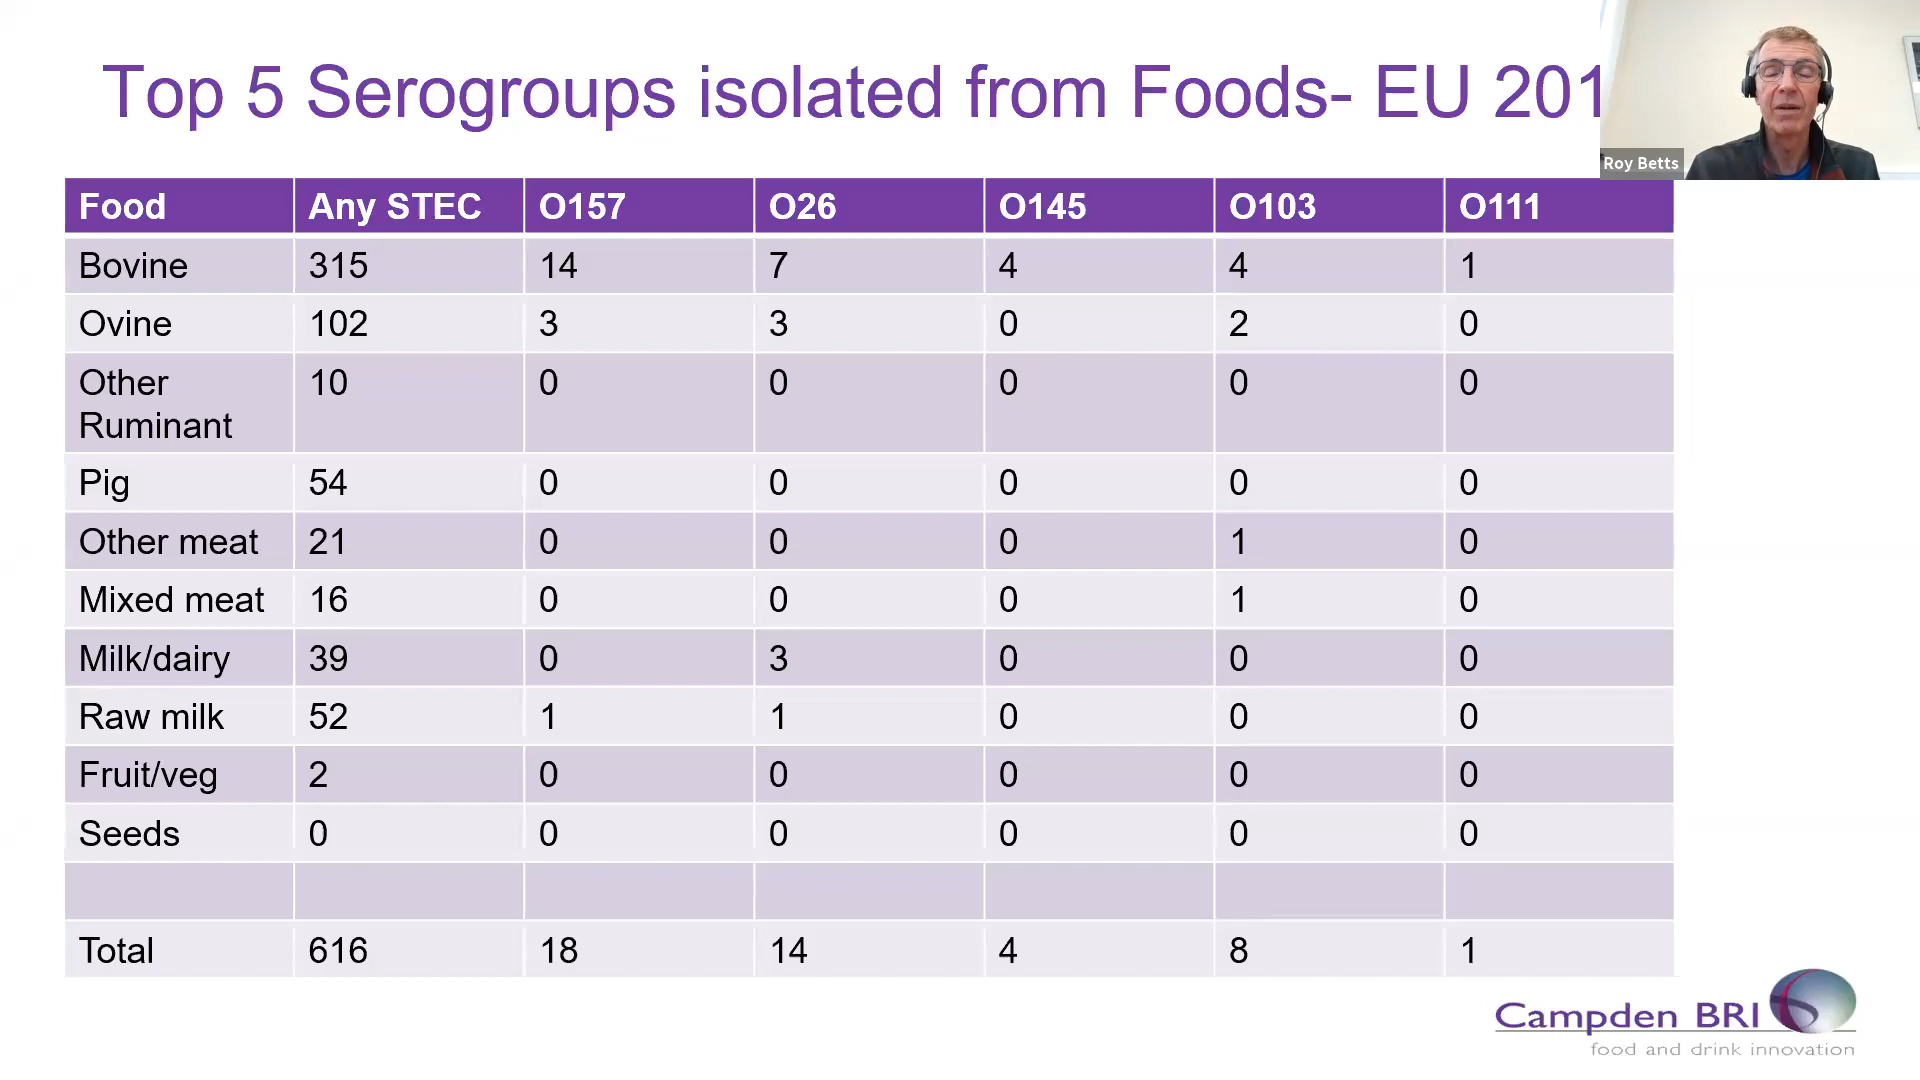 Top 5 Serogroups isolated from Foods- EU 201
Roy Betts
Food Any STEC O157 O26 O145 O103 O111
Bovine 315 14 7 4 4 1
Ovine 102 3 3 0 2 0
Other Ruminant 10 0 0 0 0 0
Pig 54 0 0 0 0 0
Other meat 21 0 0 0 1 0
Mixed meat 16 0 0 0 1 0
Milk/dairy 39 0 3 0 0 0
Raw milk 52 1 1 0 0 0
Fruit/veg 2 0 0 0 0 0
Seeds 0 0 0 0 0 0
Total 616 18 14 4 8 1
Campden BRI
food and drink innovation